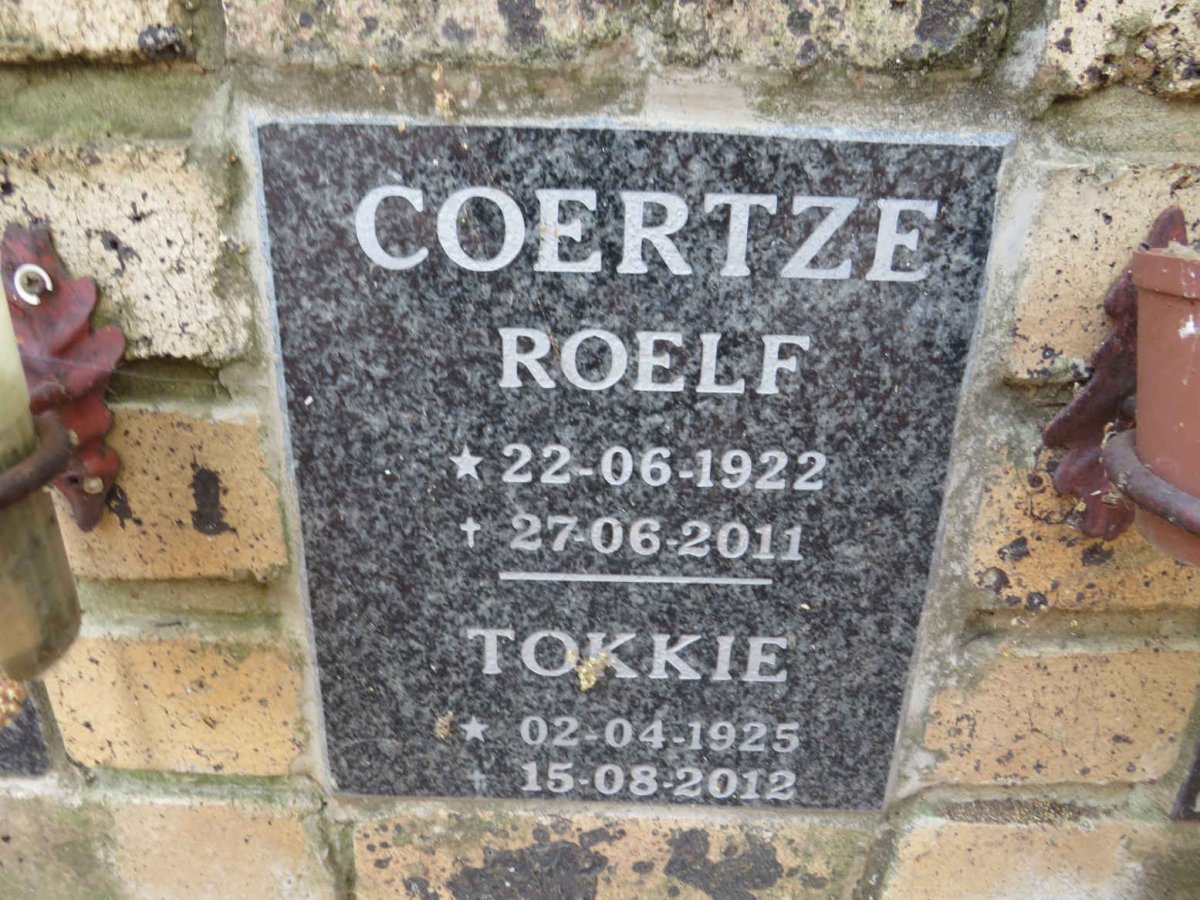 COERTZE
ROELF
★ 22-06-1922
✝ 27-06-2011
TOKKIE
★ 02-04-1925
✝ 15-08-2012